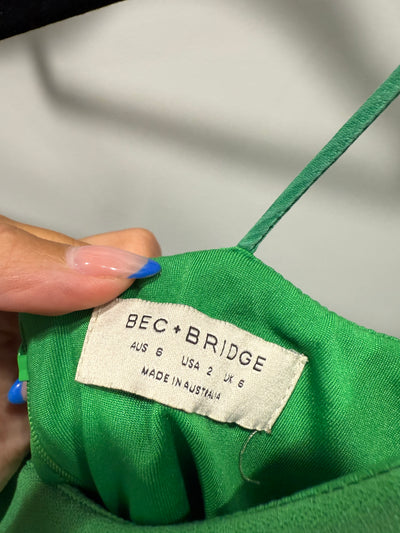 BEC + BRIDGE
AUS 6 USA 2 UK 6
MADE IN AUSTRALIA